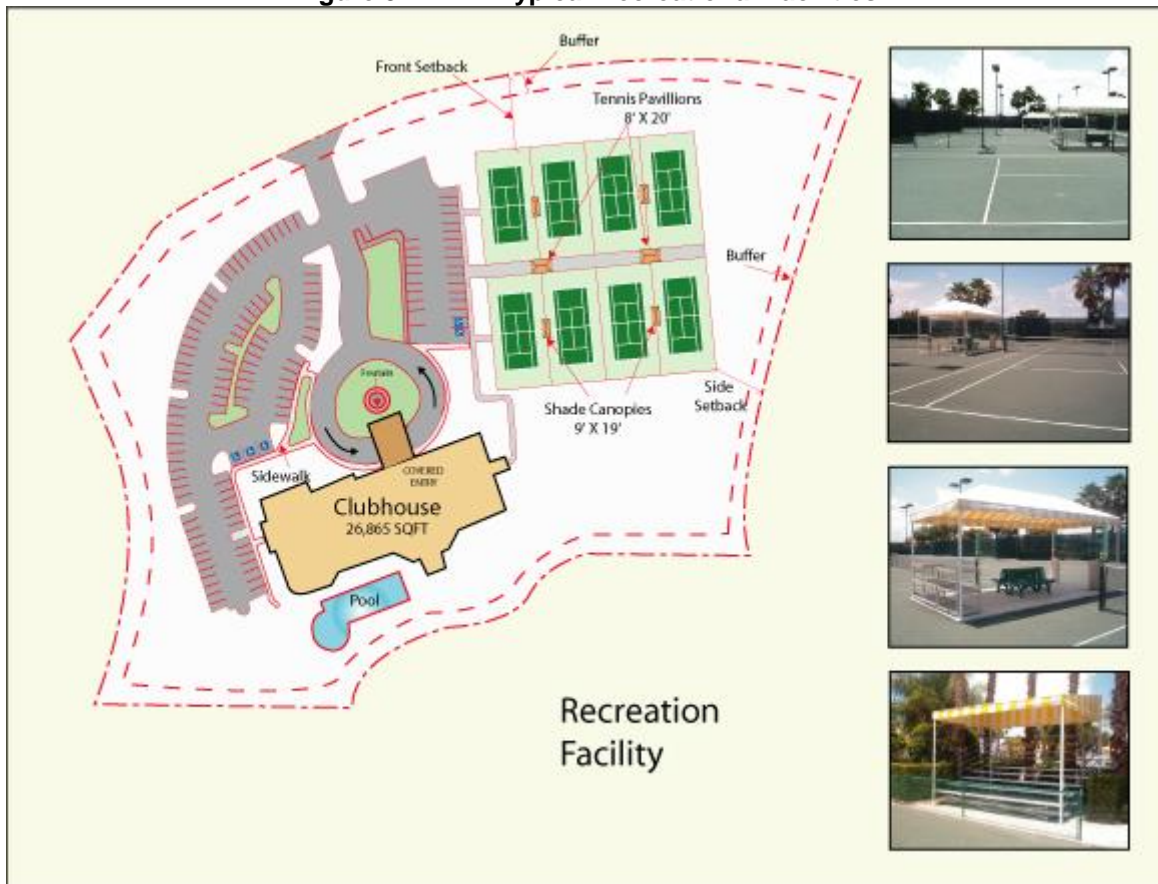 Buffer
Front Setback
Tennis Pavillions
8' X 20'
Buffer
Fountain
Side
Setback
Shade Canopies
9' X 19'
Sidewalk
COVERED
ENTRY
Clubhouse
26,865 SQFT
Pool
Recreation
Facility